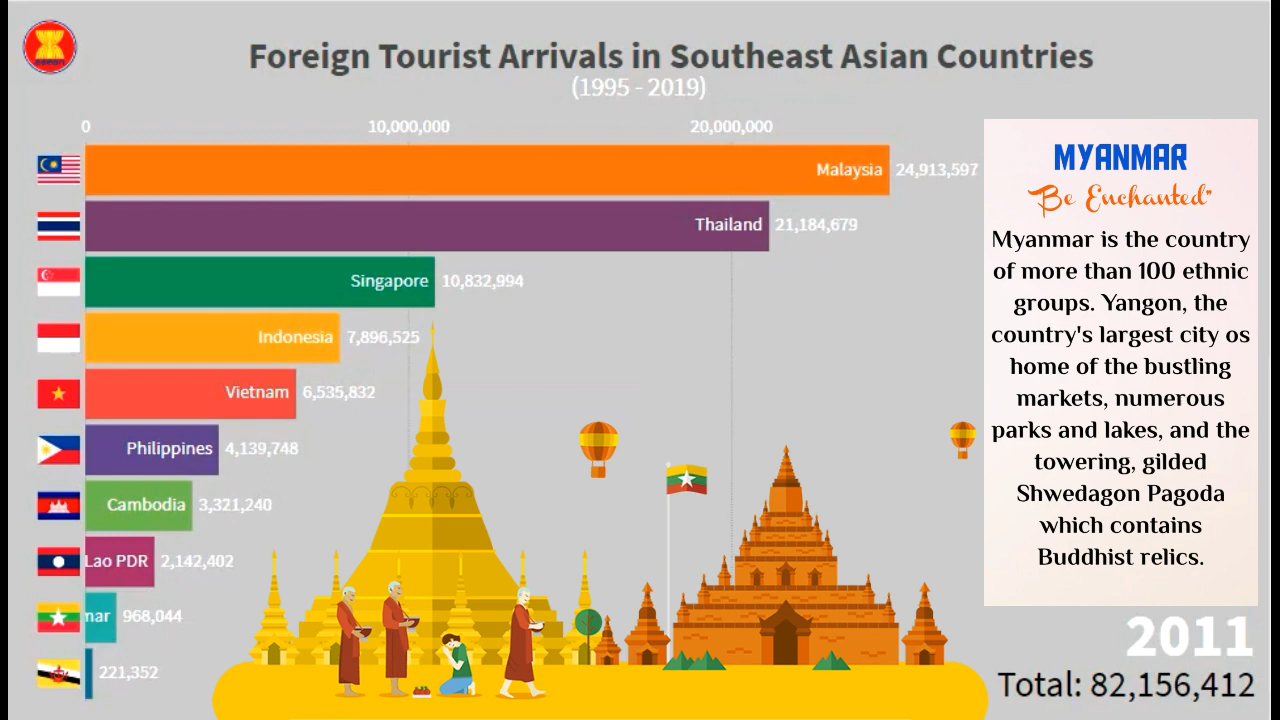 Foreign Tourist Arrivals in Southeast Asian Countries
(1995 - 2019)
0 10,000,000 20,000,000
Malaysia 24,913,597
Thailand 21,184,679
Singapore 10,832,994
Indonesia 7,896,525
Vietnam 6,535,832
Philippines 4,139,748
Cambodia 3,321,240
Lao PDR 2,142,402
mar 968,044
221,352
MYANMAR
"Be Enchanted"
Myanmar is the country
of more than 100 ethnic
groups. Yangon, the
country's largest city os
home of the bustling
markets, numerous
parks and lakes, and the
towering, gilded
Shwedagon Pagoda
which contains
Buddhist relics.
2011
Total: 82,156,412